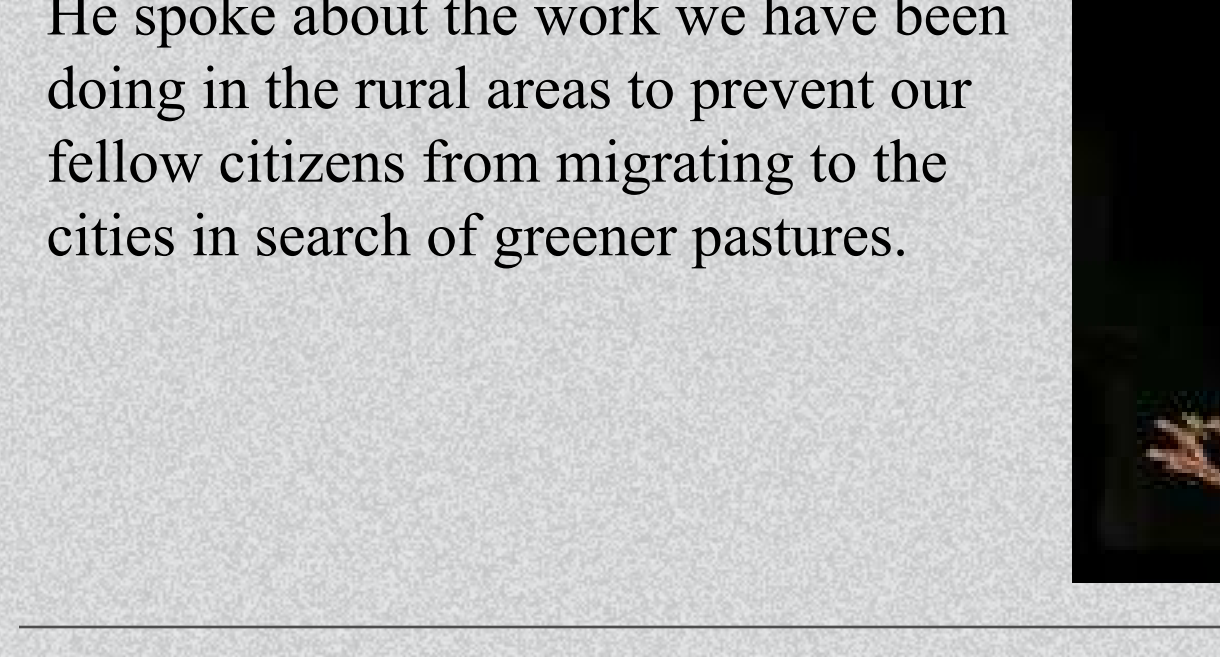 He spoke about the work we have been
doing in the rural areas to prevent our
fellow citizens from migrating to the
cities in search of greener pastures.